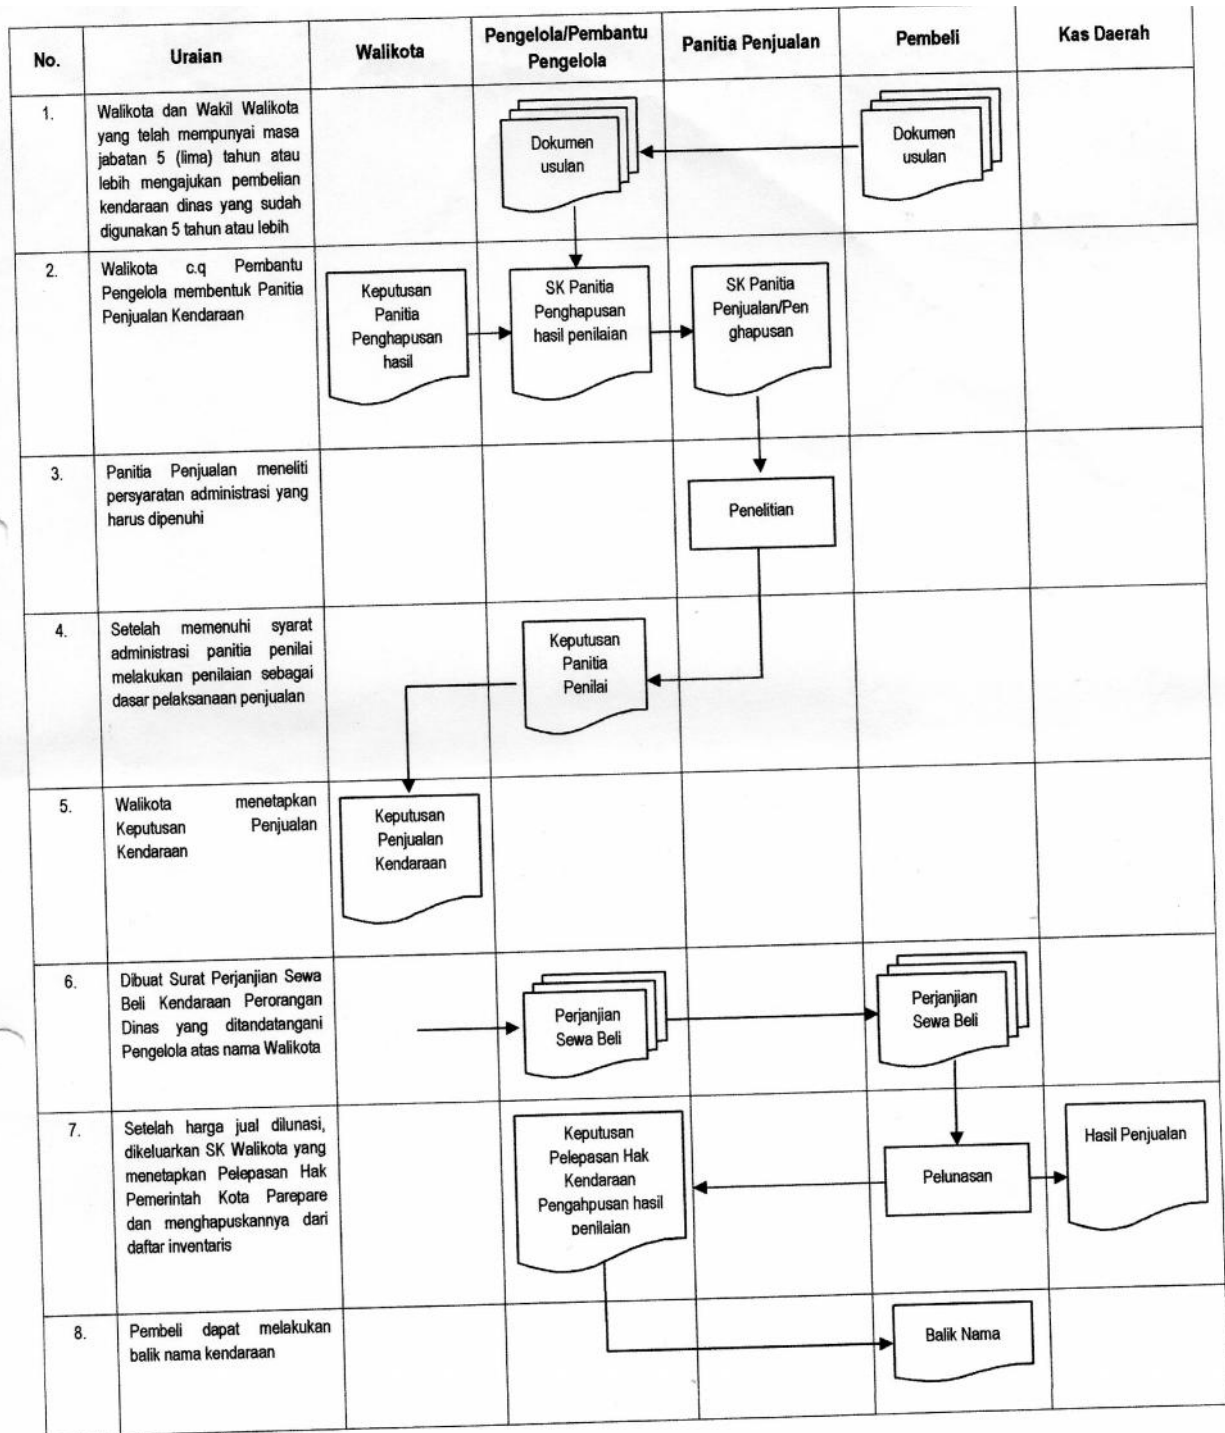 No.
Uraian
Walikota
Pengelola/Pembantu
Pengelola
Panitia Penjualan
Pembeli
Kas Daerah
1.
Walikota dan Wakil Walikota
yang telah mempunyai masa
jabatan 5 (lima) tahun atau
lebih mengajukan pembelian
kendaraan dinas yang sudah
digunakan 5 tahun atau lebih
Dokumen
usulan
Dokumen
usulan
2.
Walikota c.q Pembantu
Pengelola membentuk Panitia
Penjualan Kendaraan
Keputusan
Panitia
Penghapusan
hasil
SK Panitia
Penghapusan
hasil penilaian
SK Panitia
Penjualan/Pen
ghapusan
3.
Panitia Penjualan meneliti
persyaratan administrasi yang
harus dipenuhi
Penelitian
4.
Setelah memenuhi syarat
administrasi panitia penilai
melakukan penilaian sebagai
dasar pelaksanaan penjualan
Keputusan
Panitia
Penilai
5.
Walikota menetapkan
Keputusan Penjualan
Kendaraan
Keputusan
Penjualan
Kendaraan
6.
Dibuat Surat Perjanjian Sewa
Beli Kendaraan Perorangan
Dinas yang ditandatangani
Pengelola atas nama Walikota
Perjanjian
Sewa Beli
Perjanjian
Sewa Beli
7.
Setelah harga jual dilunasi,
dikeluarkan SK Walikota yang
menetapkan Pelepasan Hak
Pemerintah Kota Parepare
dan menghapuskannya dari
daftar inventaris
Keputusan
Pelepasan Hak
Kendaraan
Pengahpusan hasil
penilaian
Pelunasan
Hasil Penjualan
8.
Pembeli dapat melakukan
balik nama kendaraan
Balik Nama